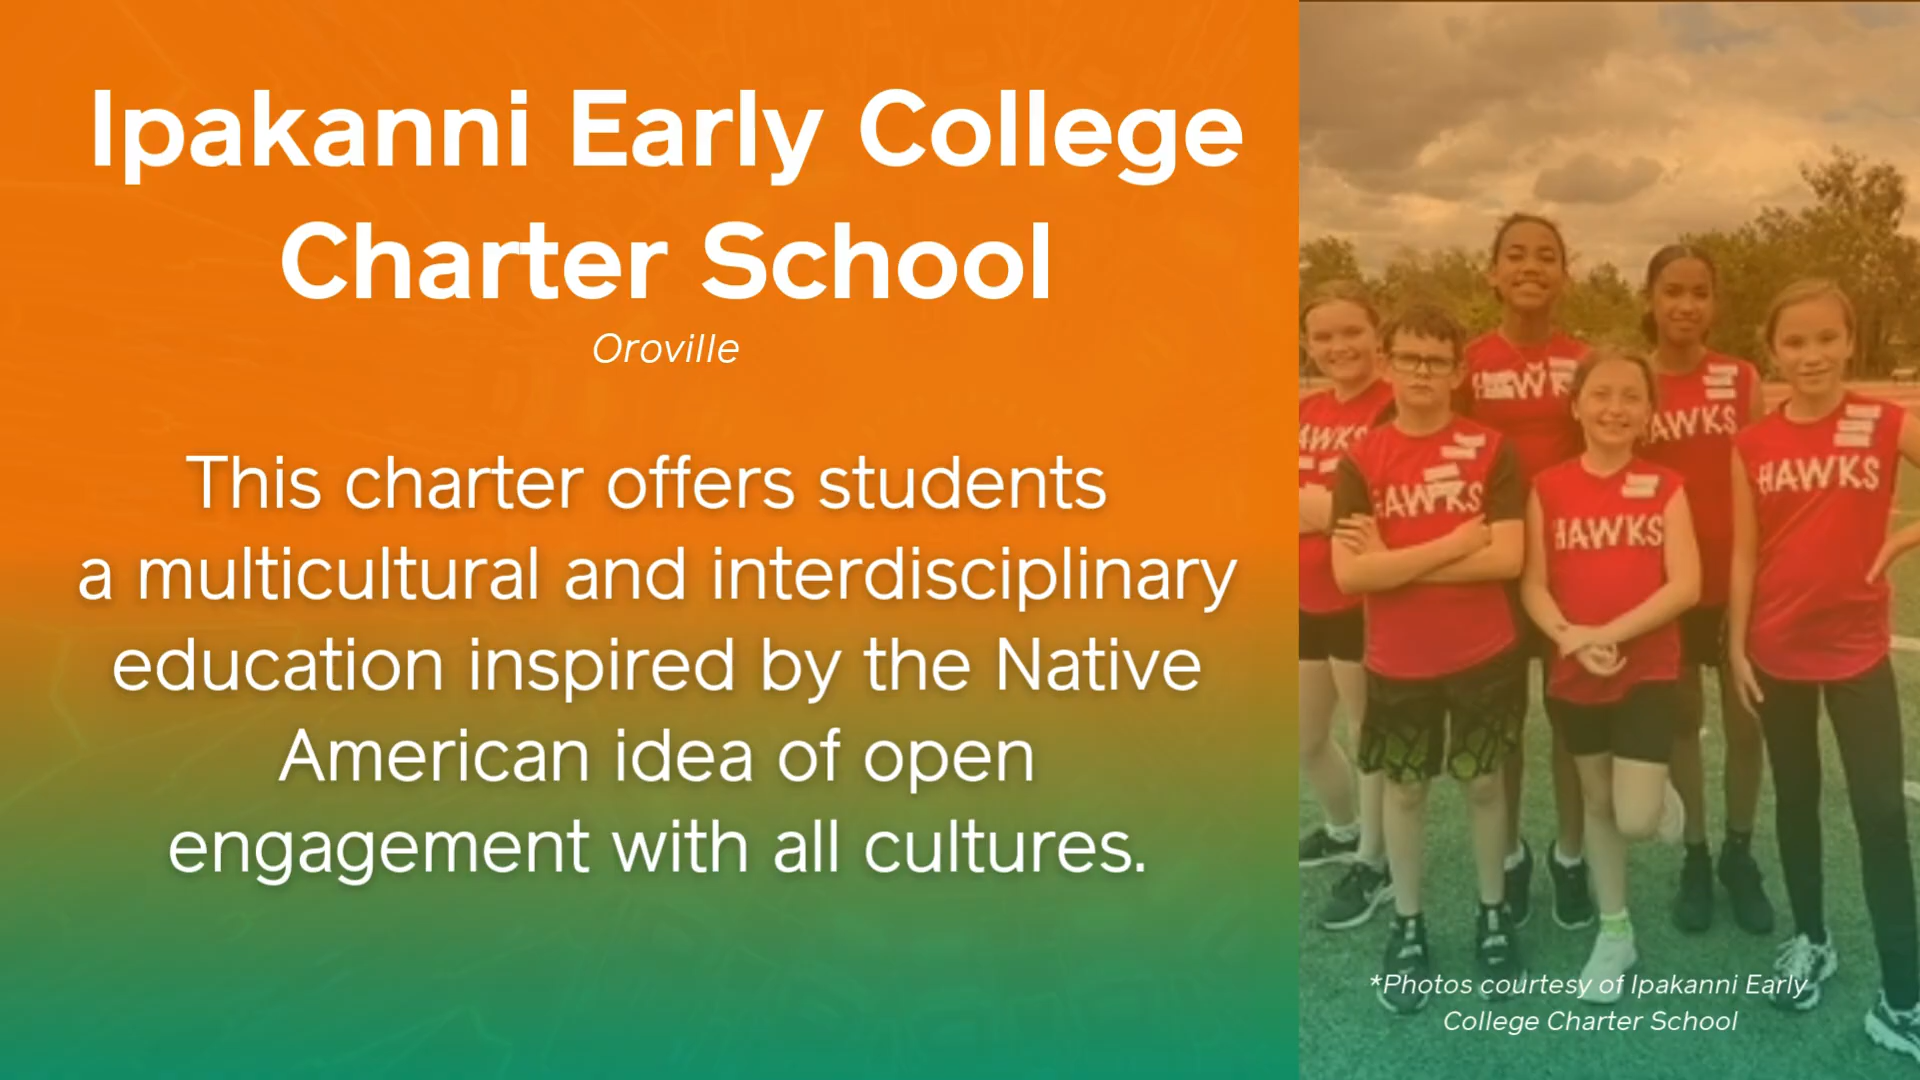 Ipakanni Early College
Charter School
Oroville
This charter offers students
a multicultural and interdisciplinary
education inspired by the Native
American idea of open
engagement with all cultures.
HAWKS
HAWKS
HAWKS
*Photos courtesy of Ipakanni Early
College Charter School